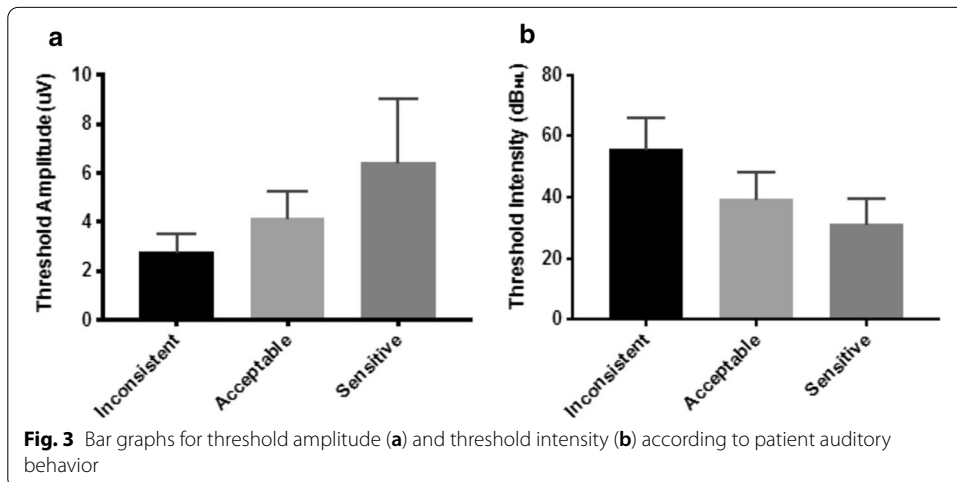 a
Threshold Amplitude (uV)
10
8
6
4
2
0
Inconsistent
Acceptable
Sensitive
b
Threshold Intensity (dBHL)
80
60
40
20
0
Inconsistent
Acceptable
Sensitive
Fig. 3 Bar graphs for threshold amplitude (a) and threshold intensity (b) according to patient auditory
behavior